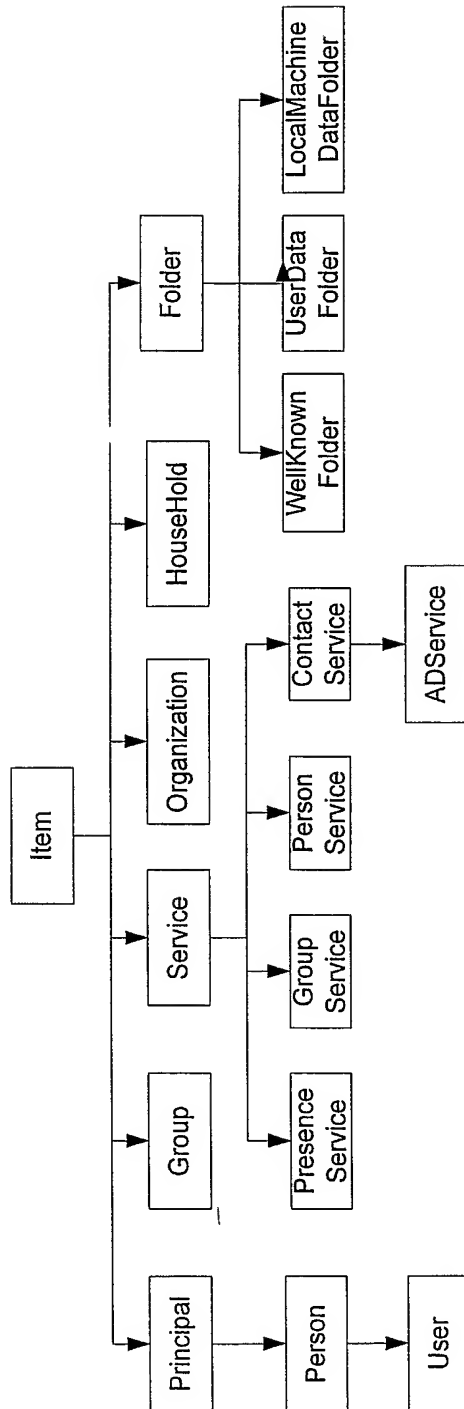 Item
Principal
Group
Service
Organization
HouseHold
Folder
Person
Presence
Service
Group
Service
Person
Service
Contact
Service
WellKnown
Folder
UserData
Folder
LocalMachine
DataFolder
User
ADService